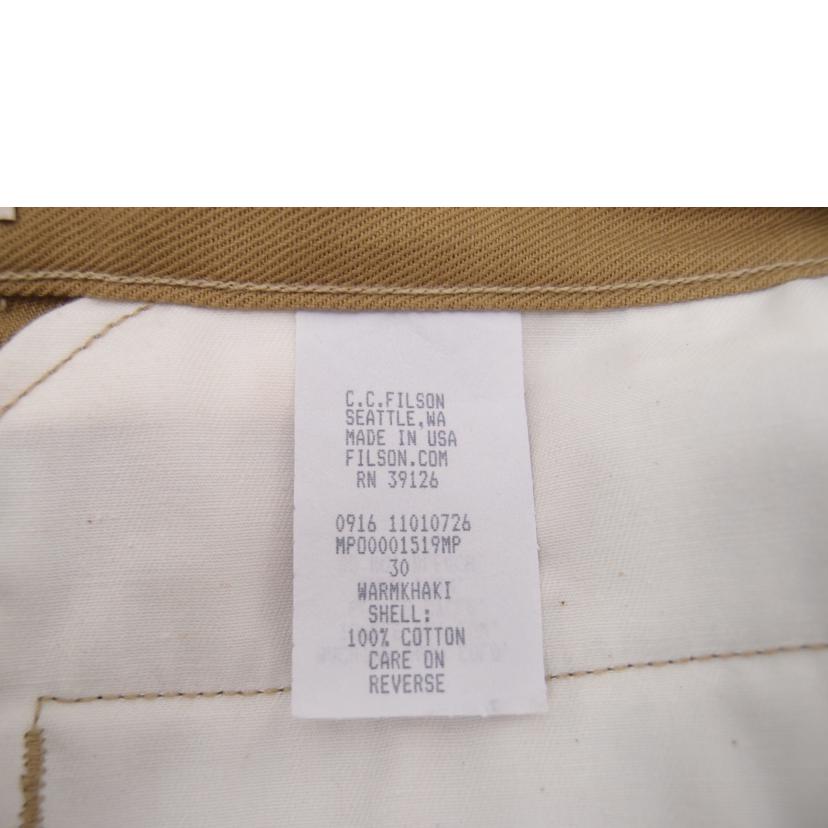 C.C.FILSON
SEATTLE,WA
MADE IN USA
FILSON.COM
RN 39126
0916 11010726
MP00001519MP
30
WARMKHAKI
SHELL:
100% COTTON
CARE ON
REVERSE